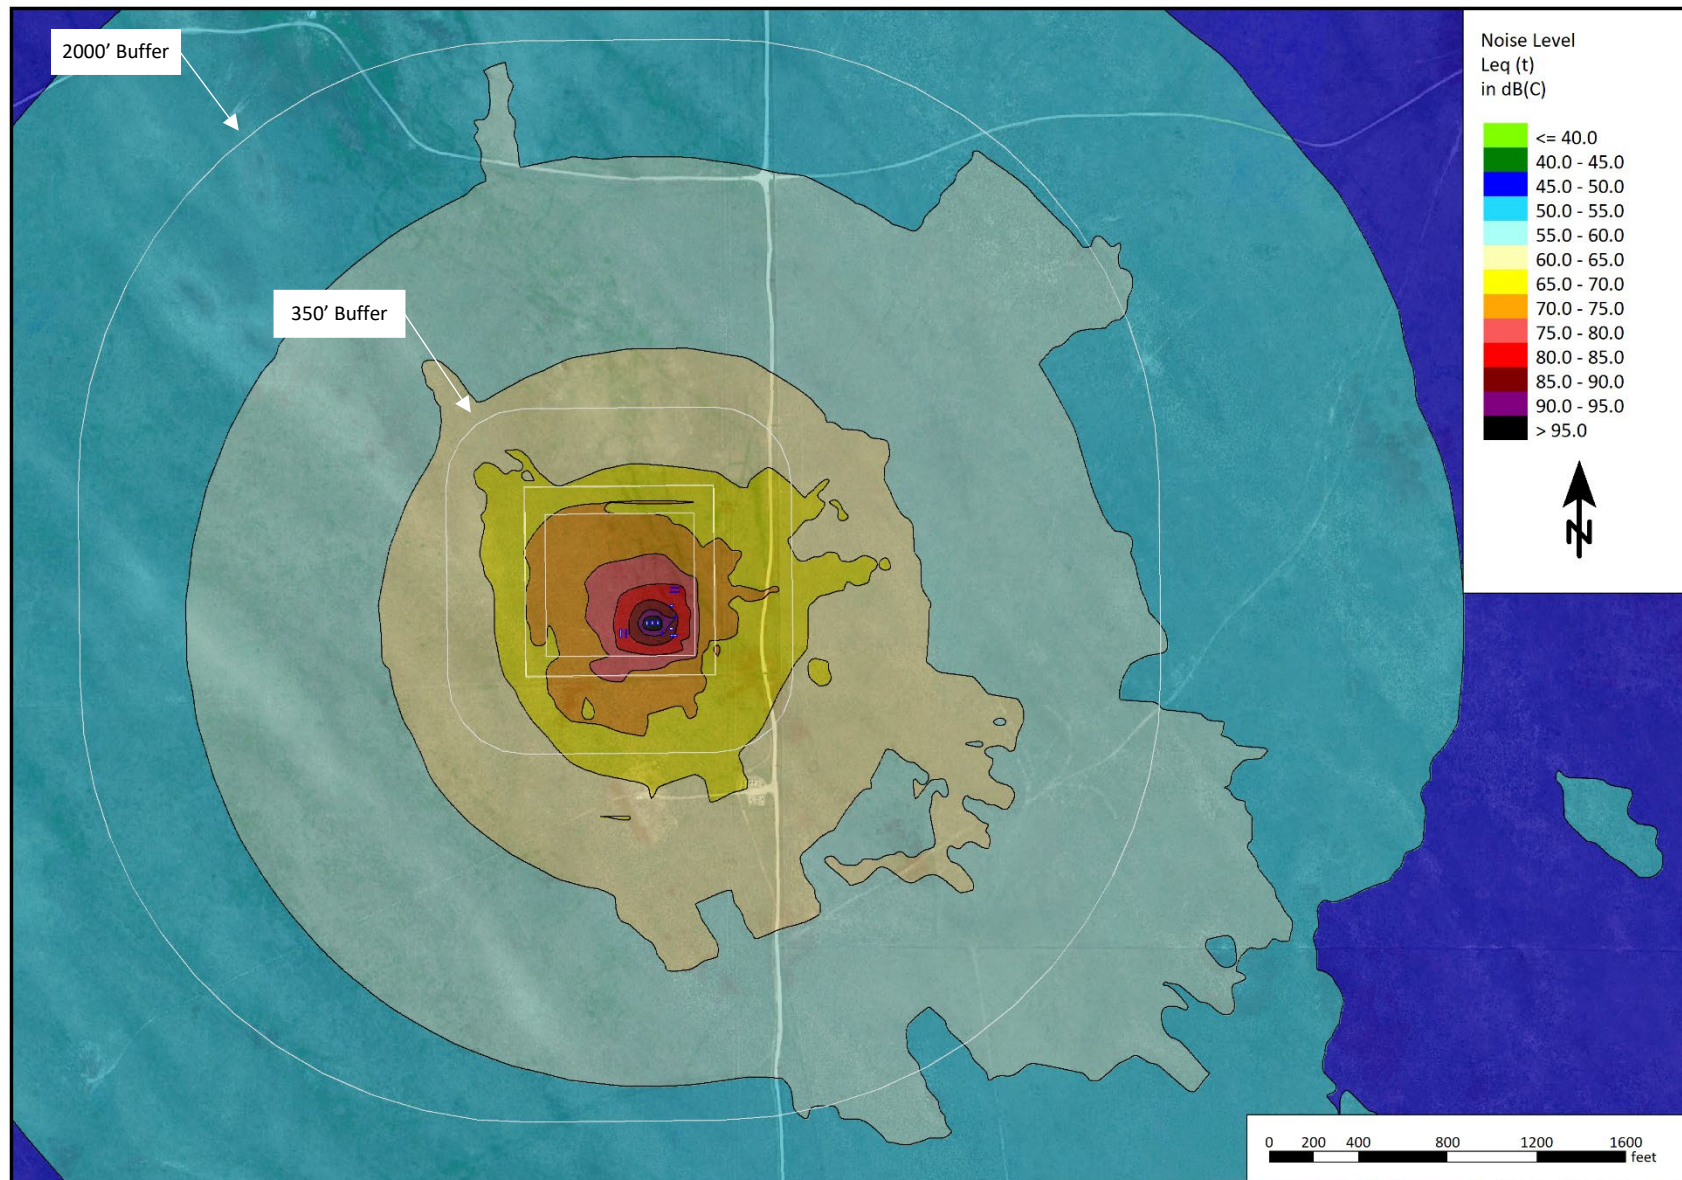 2000’ Buffer
350’ Buffer
Noise Level
Leq (t)
in dB(C)
<= 40.0
40.0 - 45.0
45.0 - 50.0
50.0 - 55.0
55.0 - 60.0
60.0 - 65.0
65.0 - 70.0
70.0 - 75.0
75.0 - 80.0
80.0 - 85.0
85.0 - 90.0
90.0 - 95.0
> 95.0
N
0 200 400 800 1200 1600
feet